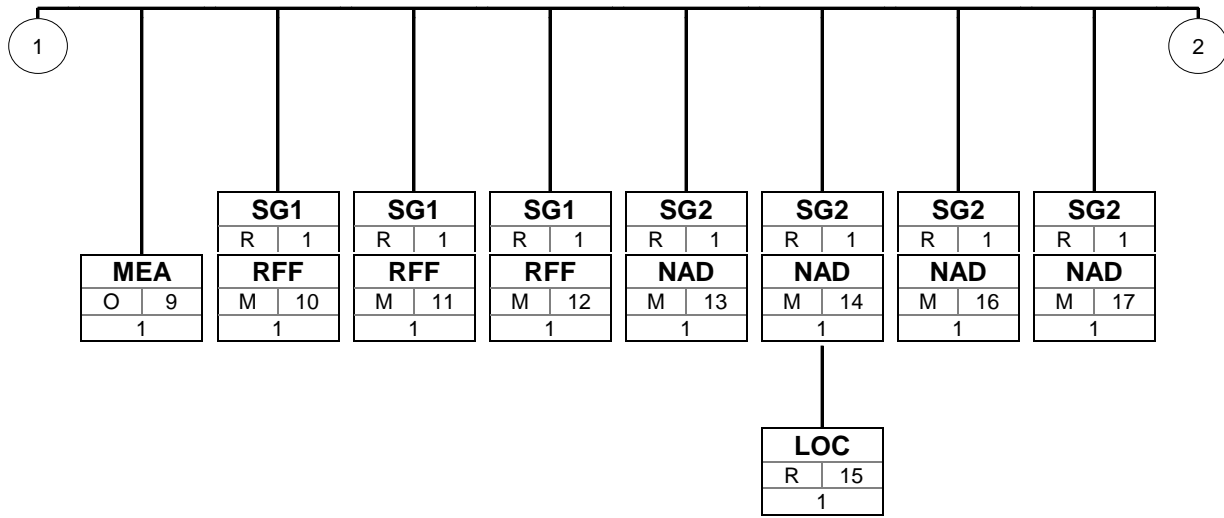 1 2
SG1 SG1 SG1 SG2 SG2 SG2 SG2
R 1 R 1 R 1 R 1 R 1 R 1 R 1
MEA RFF RFF RFF NAD NAD NAD NAD
O 9 M 10 M 11 M 12 M 13 M 14 M 16 M 17
1 1 1 1 1 1 1 1
LOC
R 15
1